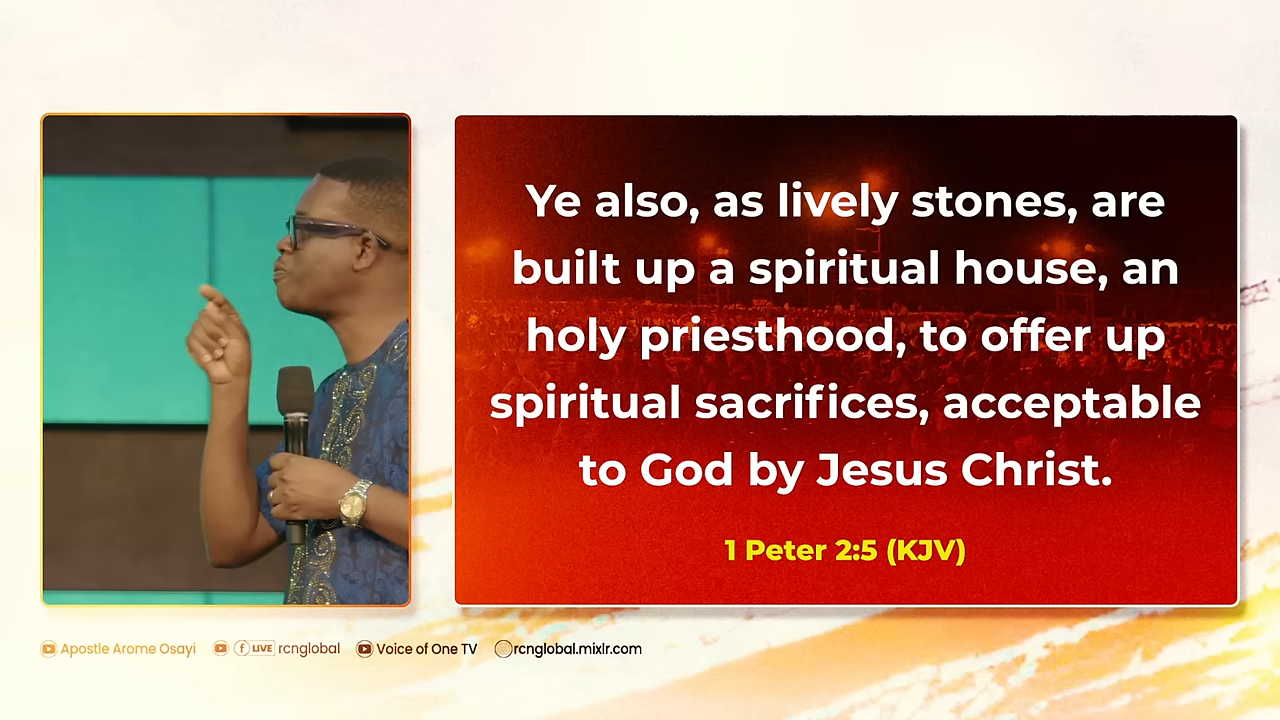 Ye also, as lively stones, are
built up a spiritual house, an
holy priesthood, to offer up
spiritual sacrifices, acceptable
to God by Jesus Christ.
1 Peter 2:5 (KJV)
Apostle Arome Osayi LIVE rcnglobal Voice of One TV rcnglobal.mixlr.com